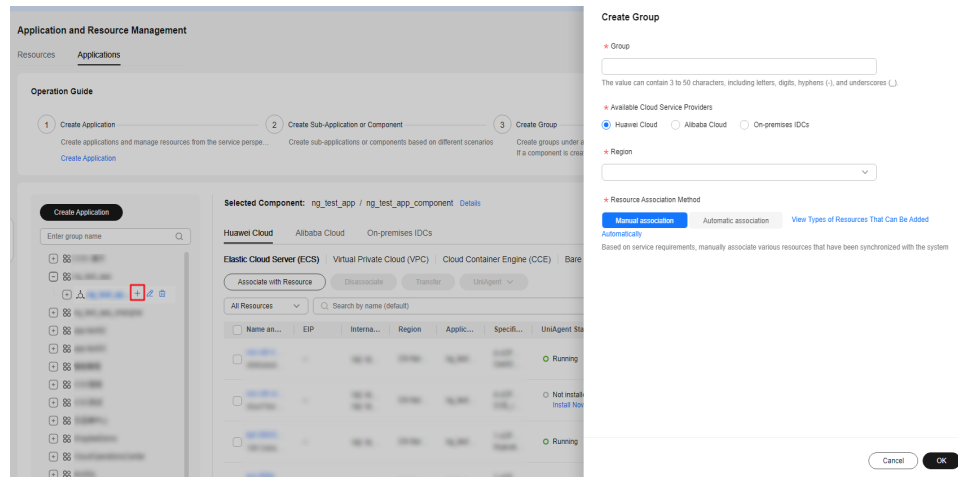 Application and Resource Management
Resources Applications
Operation Guide
1 Create Application
Create applications and manage resources from the service perspe...
Create Application
2 Create Sub-Application or Component
Create sub-applications or components based on different scenarios
3 Create Group
Create groups under a
If a component is crea
Create Application
Enter group name
Selected Component: ng_test_app / ng_test_app_component Details
Huawei Cloud Alibaba Cloud On-premises IDCs
Elastic Cloud Server (ECS) Virtual Private Cloud (VPC) Cloud Container Engine (CCE) Bare
Associate with Resource Disassociate Transfer UniAgent
All Resources Search by name (default)
Name an... EIP Interna... Region Applic... Specifi... UniAgent Sta
Running
Not installe
Install Now
Running
Create Group
* Group
The value can contain 3 to 50 characters, including letters, digits, hyphens (-), and underscores (_).
* Available Cloud Service Providers
Huawei Cloud Alibaba Cloud On-premises IDCs
* Region
* Resource Association Method
Manual association Automatic association View Types of Resources That Can Be Added
Automatically
Based on service requirements, manually associate various resources that have been synchronized with the system
Cancel OK